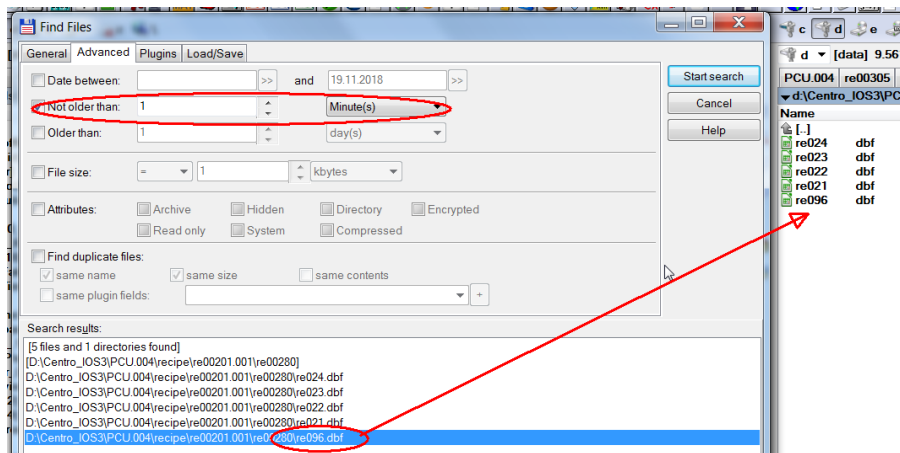 Find Files
General Advanced Plugins Load/Save
Date between: >> and 19.11.2018 >> Start search
Not older than: 1 Minute(s) Cancel
Older than: 1 day(s) Help
File size: = 1 kbytes
Attributes: Archive Hidden Directory Encrypted
Read only System Compressed
Find duplicate files:
same name same size same contents
same plugin fields: +
Search results:
[5 files and 1 directories found]
[D:\Centro_IOS3\PCU.004\recipe\re00201.001\re00280]
D:\Centro_IOS3\PCU.004\recipe\re00201.001\re00280\re024.dbf
D:\Centro_IOS3\PCU.004\recipe\re00201.001\re00280\re023.dbf
D:\Centro_IOS3\PCU.004\recipe\re00201.001\re00280\re022.dbf
D:\Centro_IOS3\PCU.004\recipe\re00201.001\re00280\re021.dbf
D:\Centro_IOS3\PCU.004\recipe\re00201.001\re00280\re096.dbf
c d e
d [data] 9.56
PCU.004 re00305
d:\Centro_IOS3\PC
Name
[..]
re024 dbf
re023 dbf
re022 dbf
re021 dbf
re096 dbf